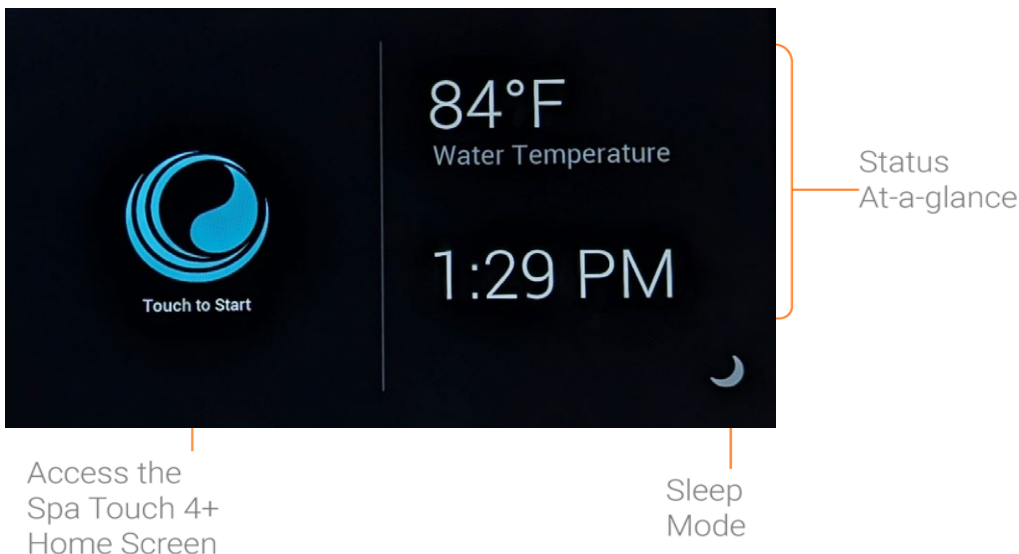 84°F
Water Temperature
1:29 PM
Touch to Start
Status
At-a-glance
Access the
Spa Touch 4+
Home Screen
Sleep
Mode